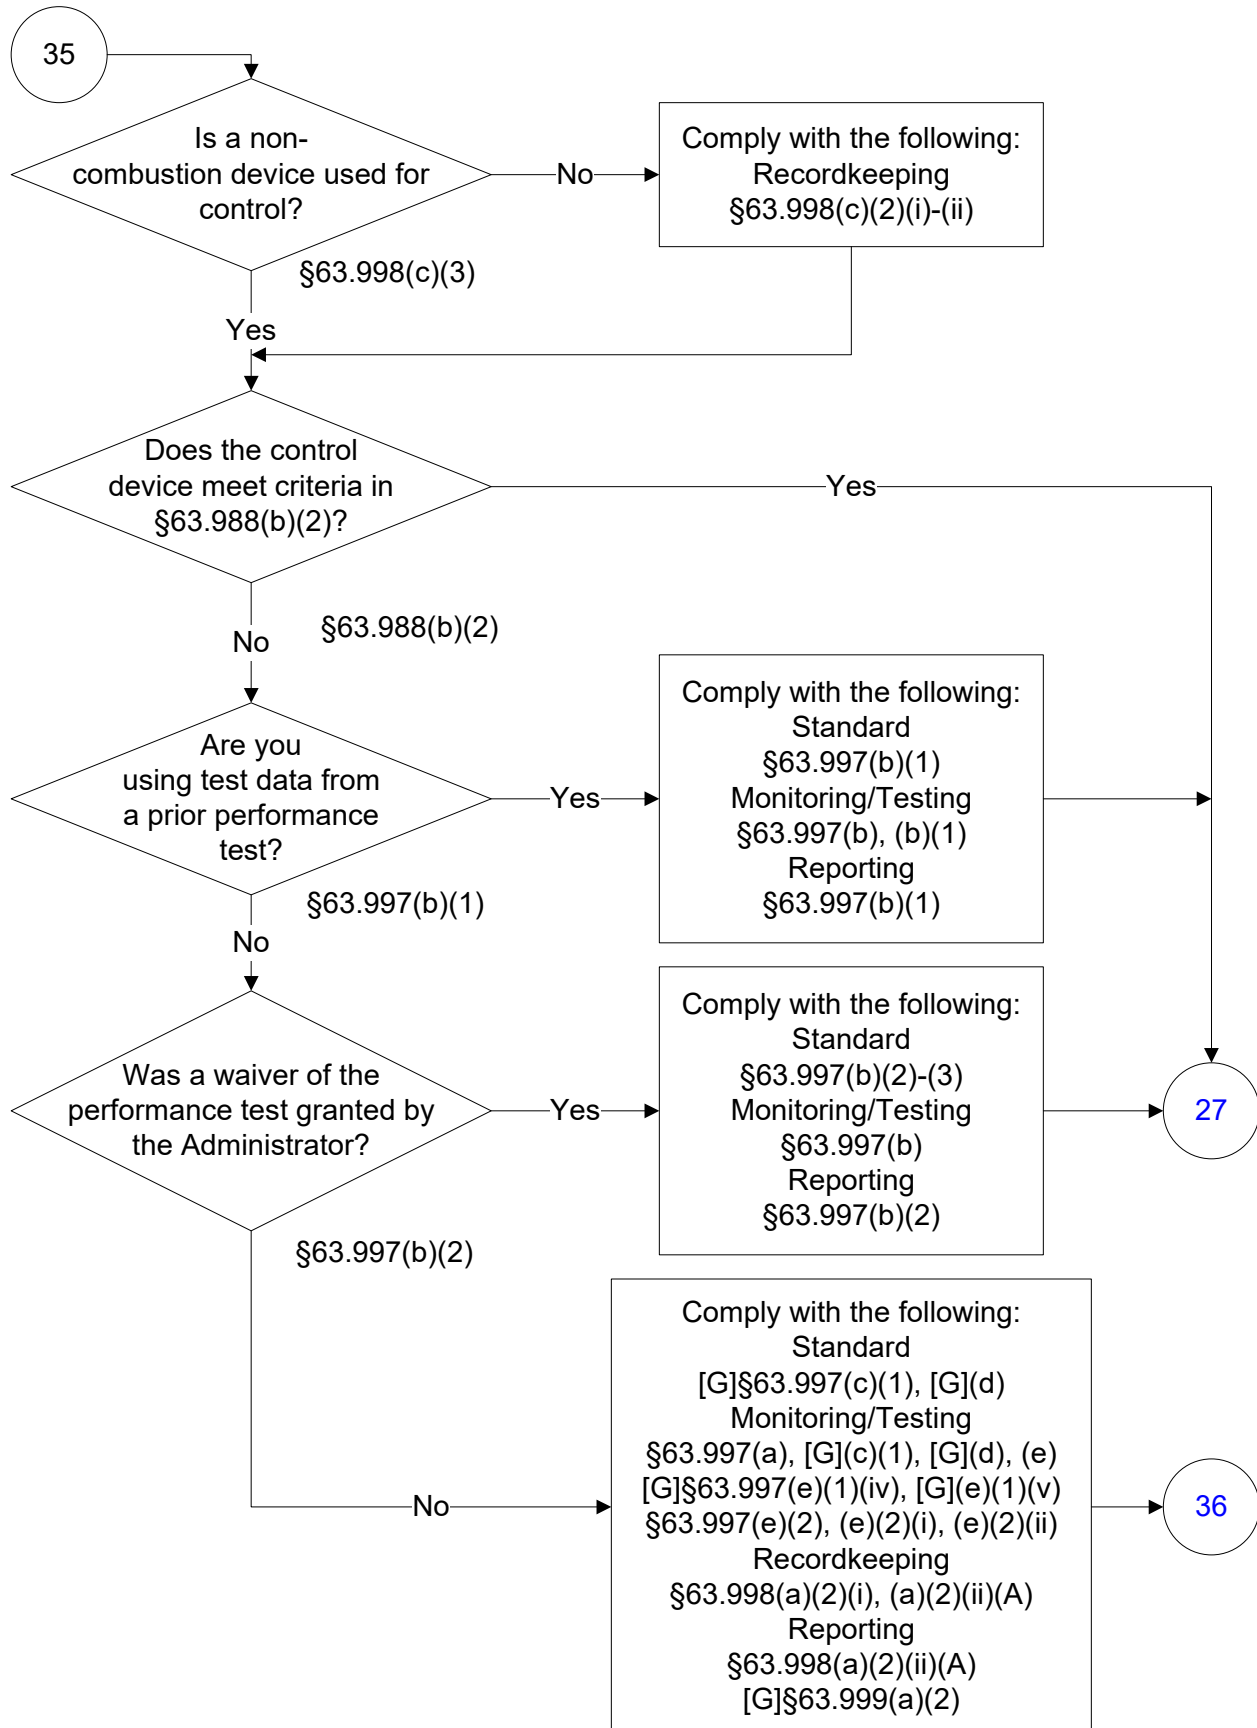 35
Is a non-
combustion device used for
control?
No
Comply with the following:
Recordkeeping
§63.998(c)(2)(i)-(ii)
§63.998(c)(3)
Yes
Does the control
device meet criteria in
§63.988(b)(2)?
Yes
§63.988(b)(2)
No
Are you
using test data from
a prior performance
test?
Yes
Comply with the following:
Standard
§63.997(b)(1)
Monitoring/Testing
§63.997(b), (b)(1)
Reporting
§63.997(b)(1)
§63.997(b)(1)
No
Was a waiver of the
performance test granted by
the Administrator?
Yes
Comply with the following:
Standard
§63.997(b)(2)-(3)
Monitoring/Testing
§63.997(b)
Reporting
§63.997(b)(2)
27
§63.997(b)(2)
No
Comply with the following:
Standard
[G]§63.997(c)(1), [G](d)
Monitoring/Testing
§63.997(a), [G](c)(1), [G](d), (e)
[G]§63.997(e)(1)(iv), [G](e)(1)(v)
§63.997(e)(2), (e)(2)(i), (e)(2)(ii)
Recordkeeping
§63.998(a)(2)(i), (a)(2)(ii)(A)
Reporting
§63.998(a)(2)(ii)(A)
[G]§63.999(a)(2)
36